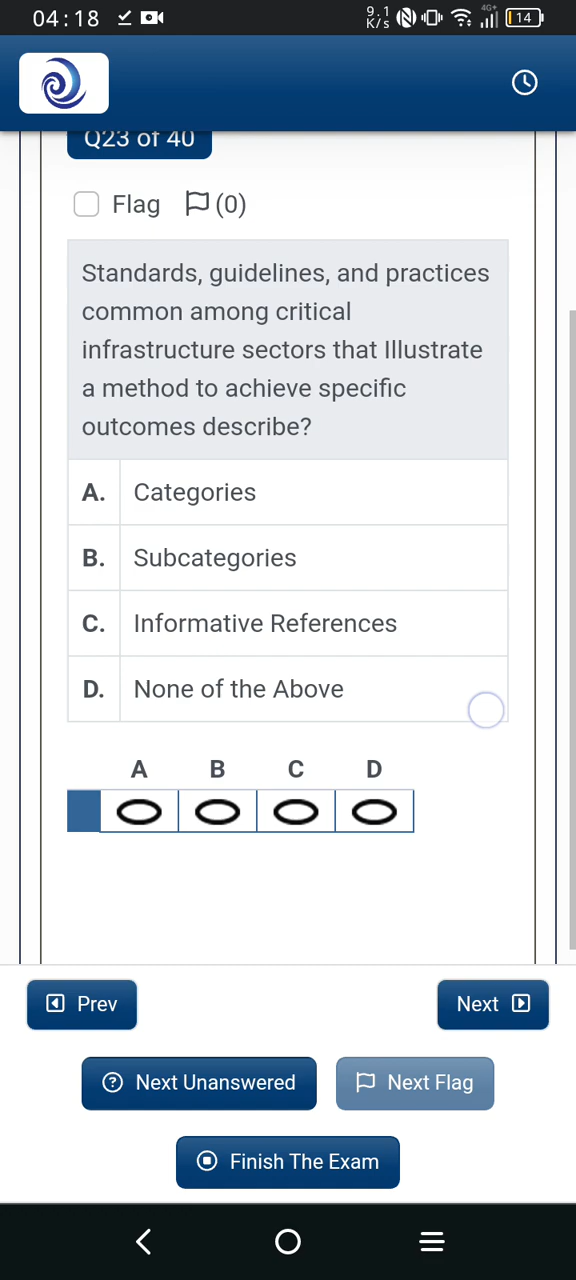 04:18
9.1
K/s
4G+
14
Q23 of 40
Flag (0)
Standards, guidelines, and practices
common among critical
infrastructure sectors that Illustrate
a method to achieve specific
outcomes describe?
A. Categories
B. Subcategories
C. Informative References
D. None of the Above
A B C D
Prev
Next
Next Unanswered
Next Flag
Finish The Exam